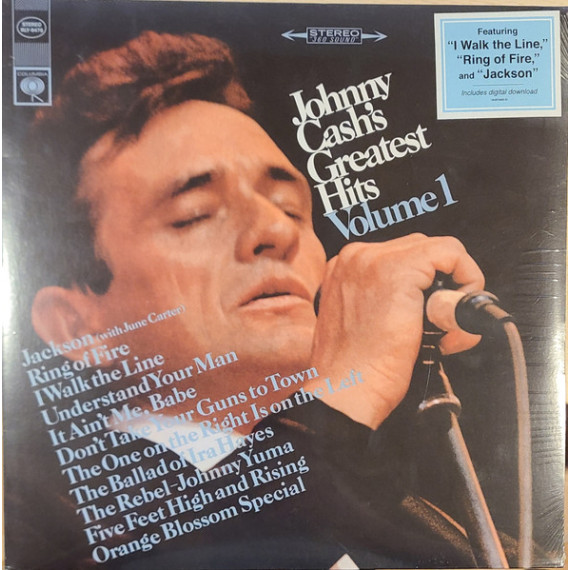 STEREO
COLUMBIA
STEREO
"360 SOUND"
Featuring
"I Walk the Line,"
"Ring of Fire,"
and "Jackson"
Includes digital download
Johnny
Cash's
Greatest
Hits
Volume 1
Jackson (with June Carter)
Ring of Fire
I Walk the Line
Understand Your Man
It Ain't Me, Babe
Don't Take Your Guns to Town
The One on the Right Is on the Left
The Ballad of Ira Hayes
The Rebel-Johnny Yuma
Five Feet High and Rising
Orange Blossom Special